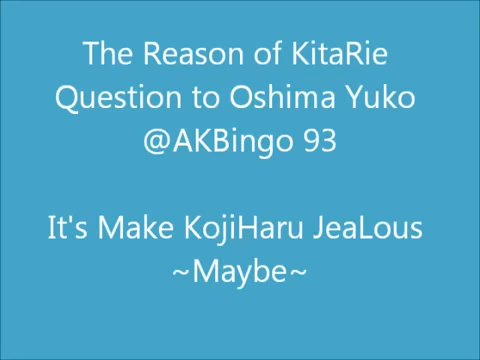 The Reason of KitaRie
Question to Oshima Yuko
@AKBingo 93
It's Make KojiHaru JeaLous
~Maybe~